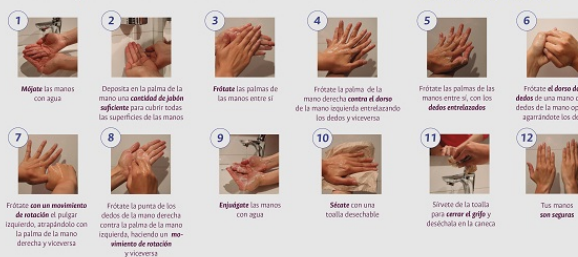 1
Mójate las manos
con agua
2
Deposita en la palma de la
mano una cantidad de jabón
suficiente para cubrir todas
las superficies de las manos
3
Frótate las palmas de
las manos entre sí
4
Frótate la palma de la
mano derecha contra el dorso
de la mano izquierda entrelazando
los dedos y viceversa
5
Frótate las palmas de las
manos entre sí, con los
dedos entrelazados
6
Frótate el dorso de
dedos de una mano
dedos de la mano
agarrándote los
7
Frótate con un movimiento
de rotación el pulgar
izquierdo, atrapándolo con
la palma de la mano
derecha y viceversa
8
Frótate la punta de los
dedos de la mano derecha
contra la palma de la mano
izquierda, haciendo un mo-
vimiento de rotación
y viceversa
9
Enjuágate las manos
con agua
10
Sécate con una
toalla desechable
11
Sírvete de la toalla
para cerrar el grifo y
deséchala en la caneca
12
Tus manos
son seguras